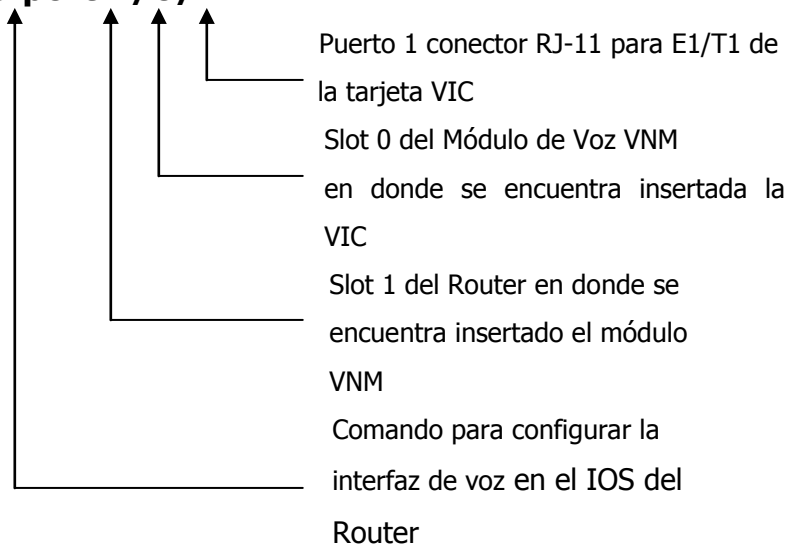 Puerto 1 conector RJ-11 para E1/T1 de
la tarjeta VIC
Slot 0 del Módulo de Voz VNM
en donde se encuentra insertada la
VIC
Slot 1 del Router en donde se
encuentra insertado el módulo
VNM
Comando para configurar la
interfaz de voz en el IOS del
Router